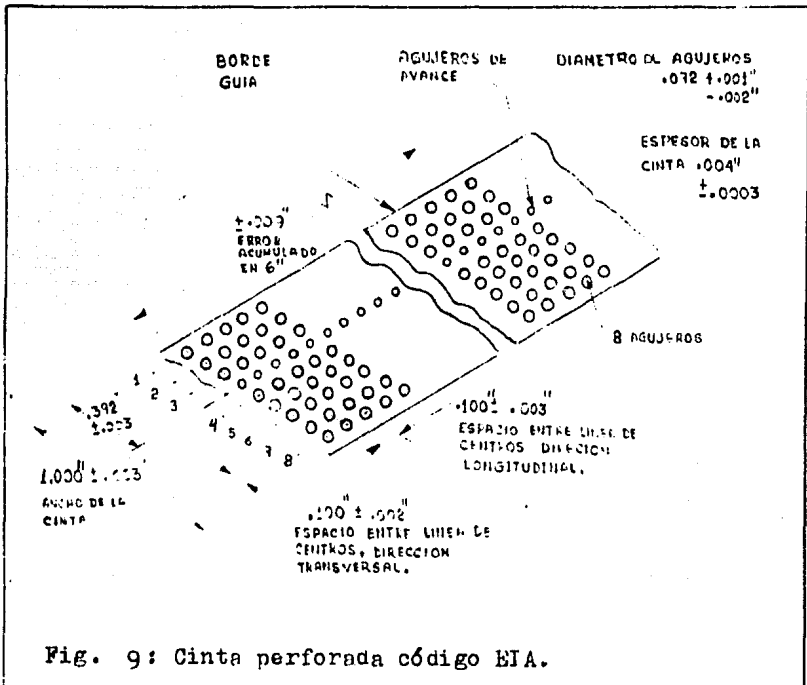 BORDE
GUIA
AGUJEROS DE
AVANCE
DIAMETRO DE AGUJEROS
.072 +.001"
-.002"
ESPESOR DE LA
CINTA .004"
±.0003
±.009"
ERROR
ACUMULADO
EN 6"
8 AGUJEROS
1
2
3
4
5
6
7
8
.392
±.003
1.000" ± .003"
ANCHO DE LA
CINTA
.100" ± .003"
ESPACIO ENTRE LINEA DE
CENTROS DIRECCION
LONGITUDINAL.
.100" ± .002"
ESPACIO ENTRE LINEA DE
CENTROS, DIRECCION
TRANSVERSAL.
Fig. 9: Cinta perforada código EIA.